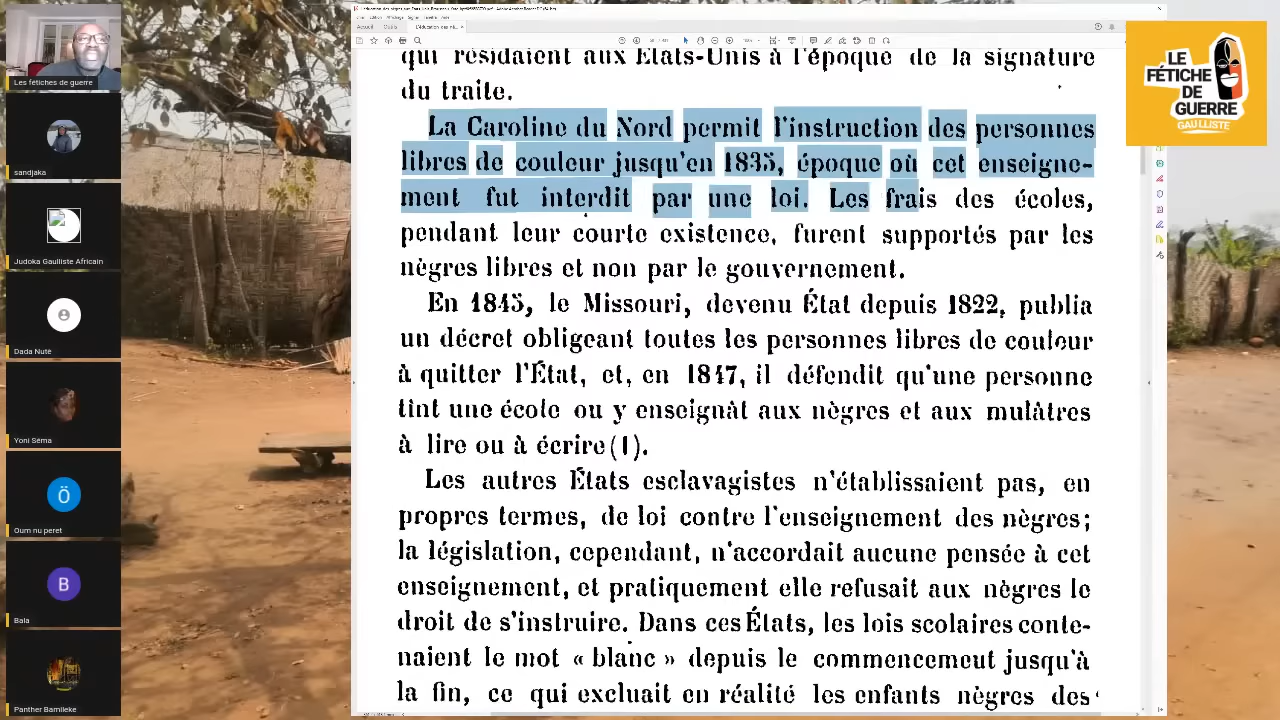 Les fétiches de guerre
sandjaka
Judoka Gaulliste Africain
Dada Nutè
Yoni Séma
Ö
Oum nu peret
B
Bala
Panther Bamileke
Accueil
qui résidaient aux États-Unis à l'époque de la signature
du traite.
La Caroline du Nord permit l'instruction des personnes
libres de couleur jusqu'en 1835, époque où cet enseigne-
ment fut interdit par une loi. Les frais des écoles,
pendant leur courte existence, furent supportés par les
nègres libres et non par le gouvernement.
En 1845, le Missouri, devenu État depuis 1822, publia
un décret obligeant toutes les personnes libres de couleur
à quitter l'État, et, en 1847, il défendit qu'une personne
tint une école ou y enseignât aux nègres et aux mulâtres
à lire ou à écrire (1).
Les autres États esclavagistes n'établissaient pas, en
propres termes, de loi contre l'enseignement des nègres;
la législation, cependant, n'accordait aucune pensée à cet
enseignement, et pratiquement elle refusait aux nègres le
droit de s'instruire. Dans ces États, les lois scolaires conte-
naient le mot « blanc » depuis le commencement jusqu'à
la fin, ce qui excluait en réalité les enfants nègres des
LE
FÉTICHE
DE
GUERRE
GAULLISTE